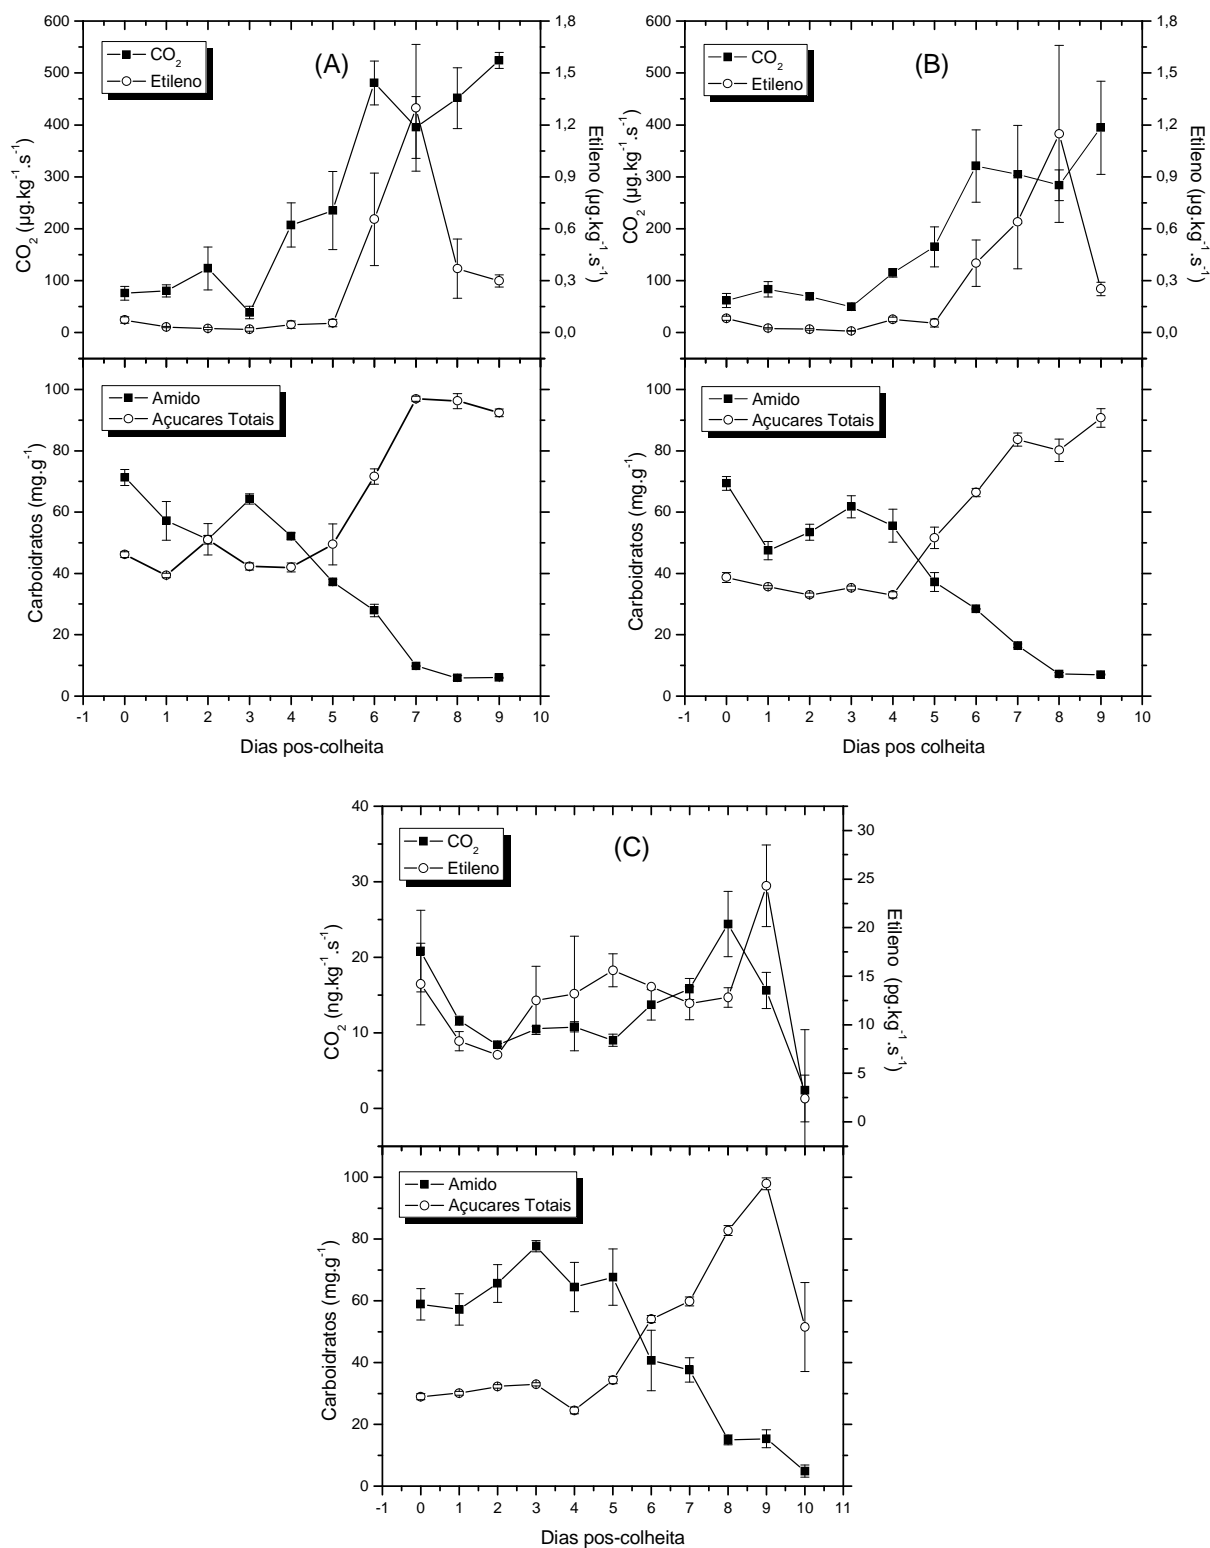 600
500
400
300
200
100
0
CO2 (µg.kg-1.s-1)
CO2
Etileno
(A)
1,8
1,5
1,2
0,9
0,6
0,3
0,0
Etileno (µg.kg-1.s-1)
100
80
60
40
20
0
Carboidratos (mg.g-1)
Amido
Açucares Totais
-1 0 1 2 3 4 5 6 7 8 9 10
Dias pos-colheita
600
500
400
300
200
100
0
CO2 (µg.kg-1.s-1)
CO2
Etileno
(B)
1,8
1,5
1,2
0,9
0,6
0,3
0,0
Etileno (µg.kg-1.s-1)
100
80
60
40
20
0
Carboidratos (mg.g-1)
Amido
Açucares Totais
-1 0 1 2 3 4 5 6 7 8 9 10
Dias pos colheita
40
30
20
10
0
CO2 (ng.kg-1.s-1)
CO2
Etileno
(C)
30
25
20
15
10
5
0
Etileno (pg.kg-1.s-1)
100
80
60
40
20
0
Carboidratos (mg.g-1)
Amido
Açucares Totais
-1 0 1 2 3 4 5 6 7 8 9 10 11
Dias pos-colheita